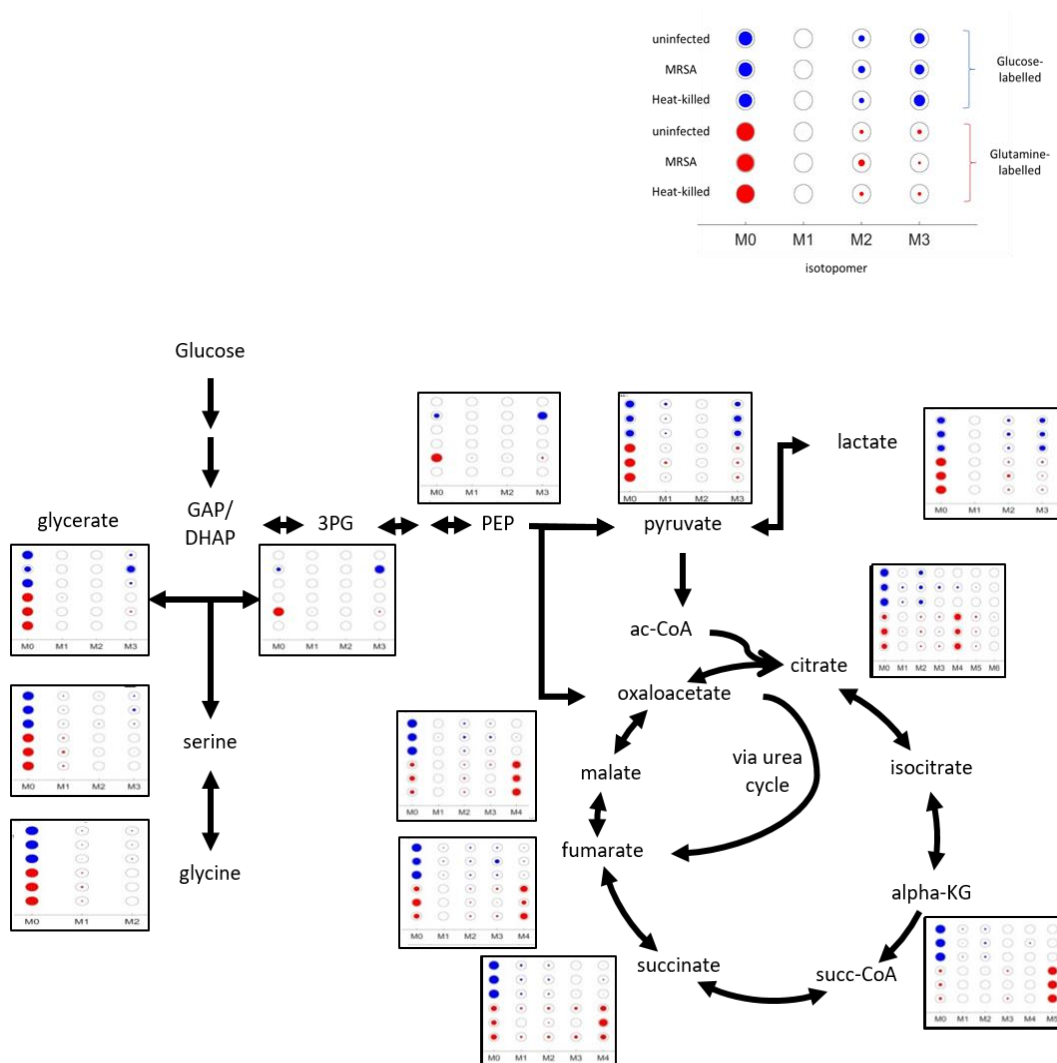 uninfected
MRSA
Heat-killed
uninfected
MRSA
Heat-killed
Glucose-
labelled
Glutamine-
labelled
M0 M1 M2 M3
isotopomer
Glucose
GAP/
DHAP
3PG
PEP
pyruvate
lactate
glycerate
M0 M1 M2 M3
M0 M1 M2 M3
M0 M1 M2 M3
M0 M1 M2 M3
M0 M1 M2 M3
ac-CoA
citrate
M0 M1 M2 M3 M4 M5 M6
oxaloacetate
serine
M0 M1 M2 M3
malate
M0 M1 M2 M3 M4
via urea
cycle
isocitrate
fumarate
M0 M1 M2 M3 M4
glycine
M0 M1 M2
alpha-KG
M0 M1 M2 M3 M4 M5
succinate
succ-CoA
M0 M1 M2 M3 M4